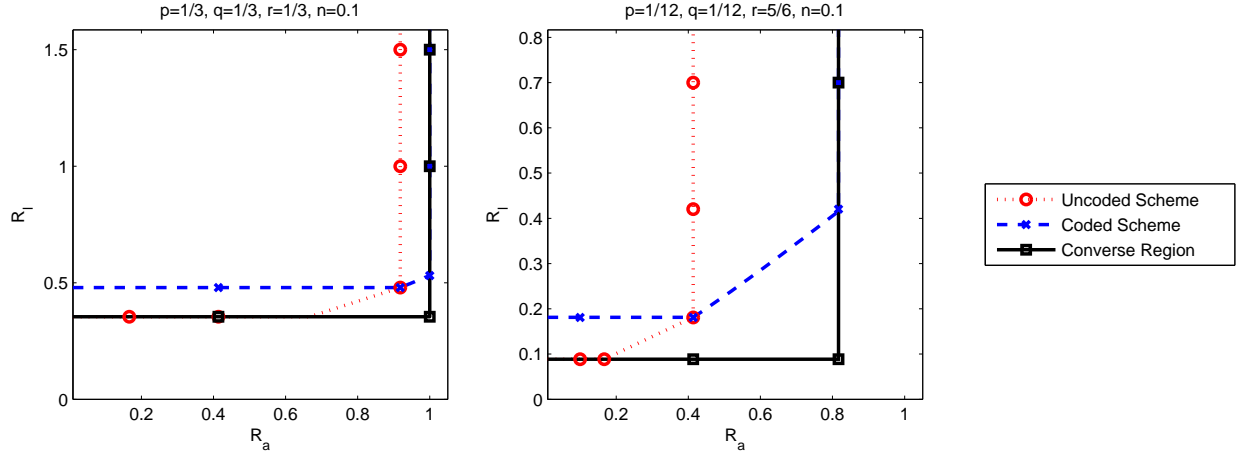 p=1/3, q=1/3, r=1/3, n=0.1
1.5
1
0.5
0
R_l
0.2 0.4 0.6 0.8 1
R_a
p=1/12, q=1/12, r=5/6, n=0.1
0.8
0.7
0.6
0.5
0.4
0.3
0.2
0.1
0
R_l
0.2 0.4 0.6 0.8 1
R_a
Uncoded Scheme
Coded Scheme
Converse Region